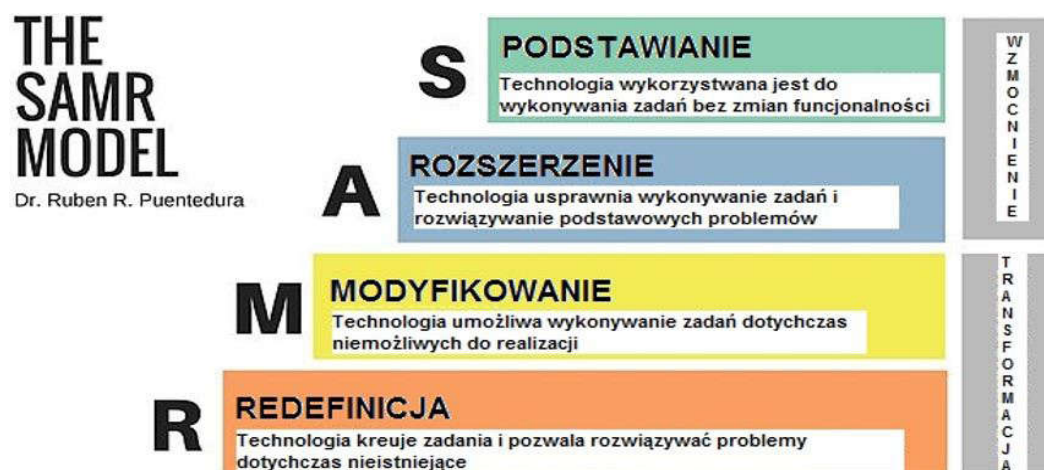 THE
SAMR
MODEL
Dr. Ruben R. Puentedura
S
PODSTAWIANIE
Technologia wykorzystwana jest do
wykonywania zadań bez zmian funcjonalności
A
ROZSZERZENIE
Technologia usprawnia wykonywanie zadań i
rozwiązywanie podstawowych problemów
WZMOCNIENIE
M
MODYFIKOWANIE
Technologia umożliwa wykonywanie zadań dotychczas
niemożliwych do realizacji
R
REDEFINICJA
Technologia kreuje zadania i pozwala rozwiązywać problemy
dotychczas nieistniejące
TRANSFORMACJA